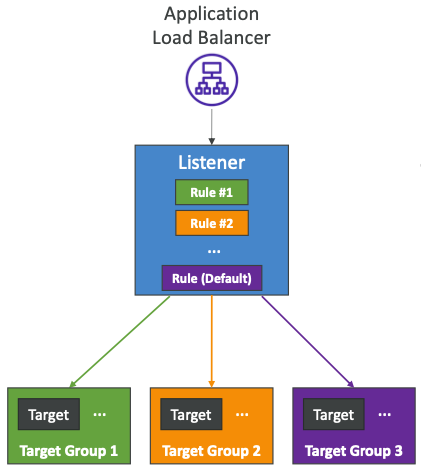 Application
Load Balancer
Listener
Rule #1
Rule #2
...
Rule (Default)
Target ...
Target Group 1
Target ...
Target Group 2
Target ...
Target Group 3